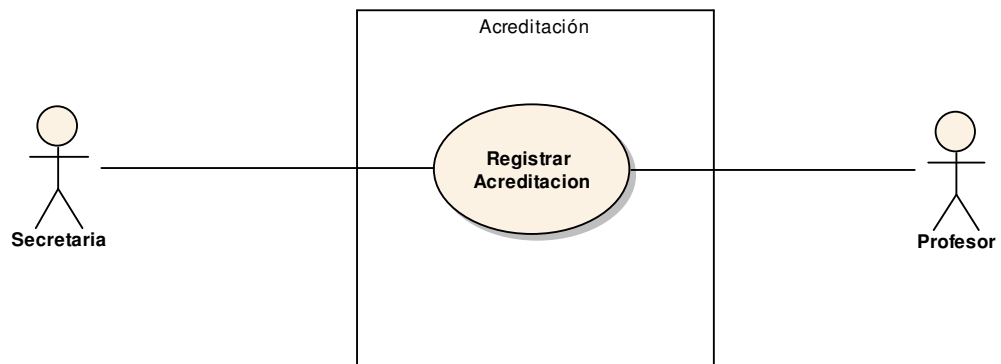 Acreditación
Registrar
Acreditacion
Secretaria
Profesor